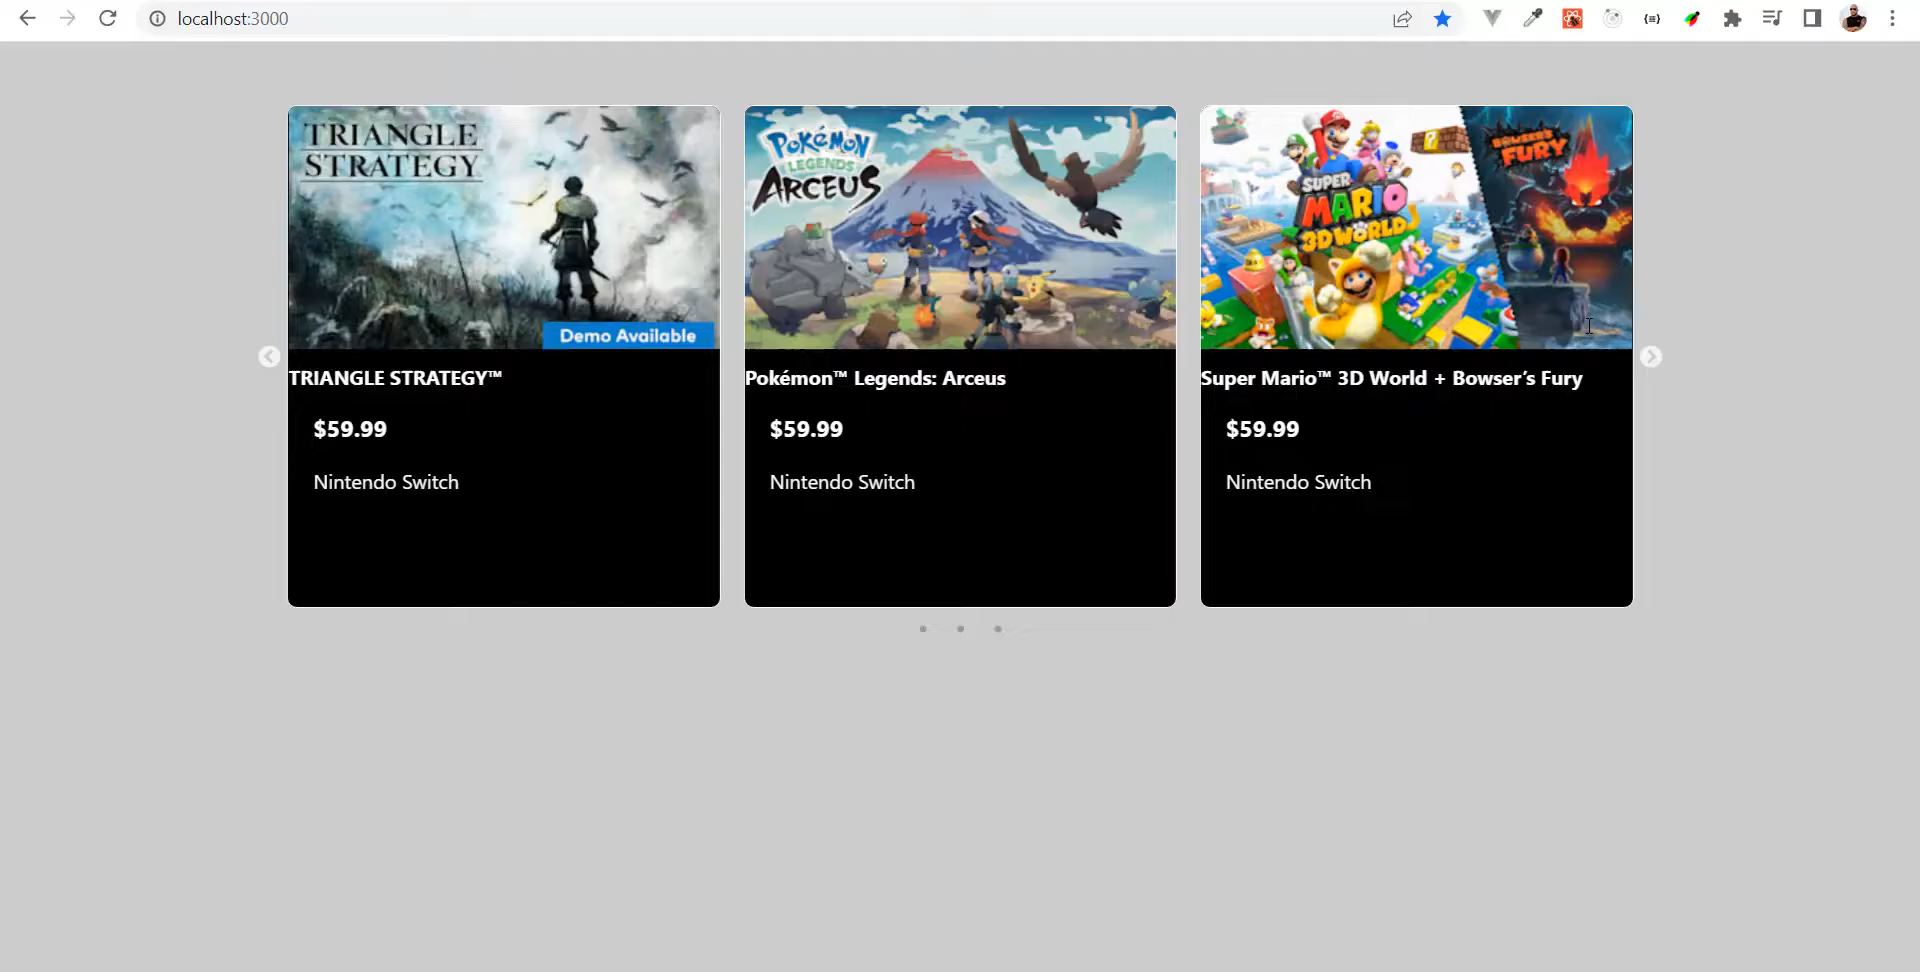 localhost:3000
TRIANGLE
STRATEGY
Demo Available
TRIANGLE STRATEGY™
$59.99
Nintendo Switch
Pokémon
LEGENDS
ARCEUS
Pokémon™ Legends: Arceus
$59.99
Nintendo Switch
SUPER
MARIO
3D WORLD
BOWSER'S
FURY
Super Mario™ 3D World + Bowser’s Fury
$59.99
Nintendo Switch